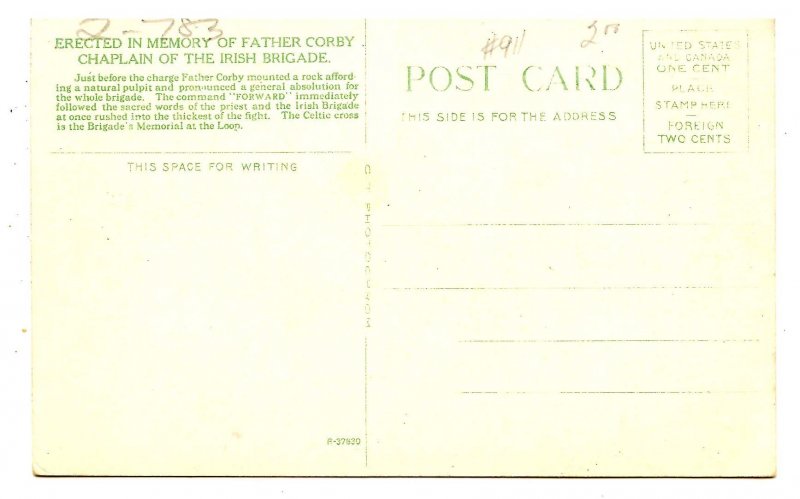 2-783
ERECTED IN MEMORY OF FATHER CORBY
CHAPLAIN OF THE IRISH BRIGADE.
Just before the charge Father Corby mounted a rock afford-
ing a natural pulpit and pronounced a general absolution for
the whole brigade. The command "FORWARD" immediately
followed the sacred words of the priest and the Irish Brigade
at once rushed into the thickest of the fight. The Celtic cross
is the Brigade's Memorial at the Loop.
THIS SPACE FOR WRITING
C T PHOTOCHROM
R-37820
#911
2.00
POST CARD
THIS SIDE IS FOR THE ADDRESS
UNITED STATES
AND CANADA
ONE CENT
PLACE
STAMP HERE
FOREIGN
TWO CENTS